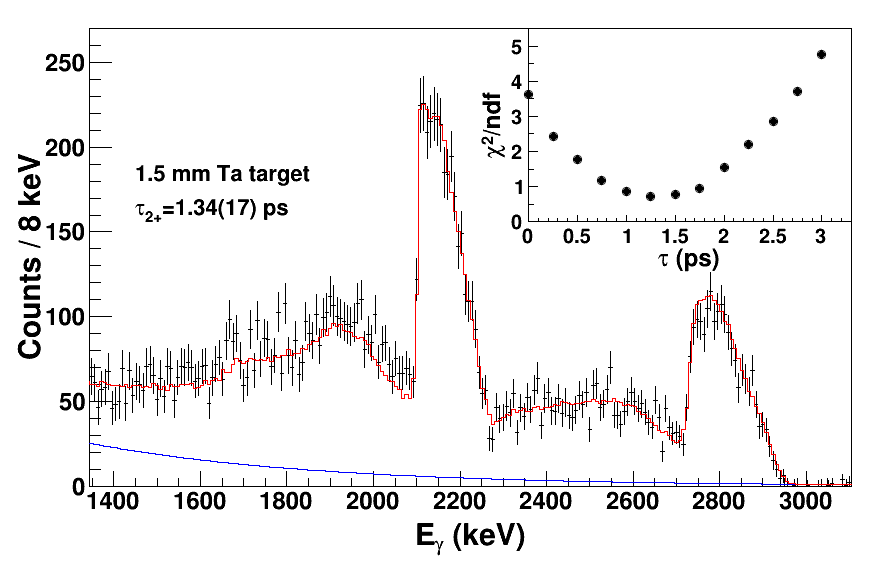 250
200
150
100
50
0
Counts / 8 keV
1.5 mm Ta target
τ2+=1.34(17) ps
5
4
3
2
1
0
χ²/ndf
0 0.5 1 1.5 2 2.5 3
τ (ps)
1400 1600 1800 2000 2200 2400 2600 2800 3000
Eγ (keV)